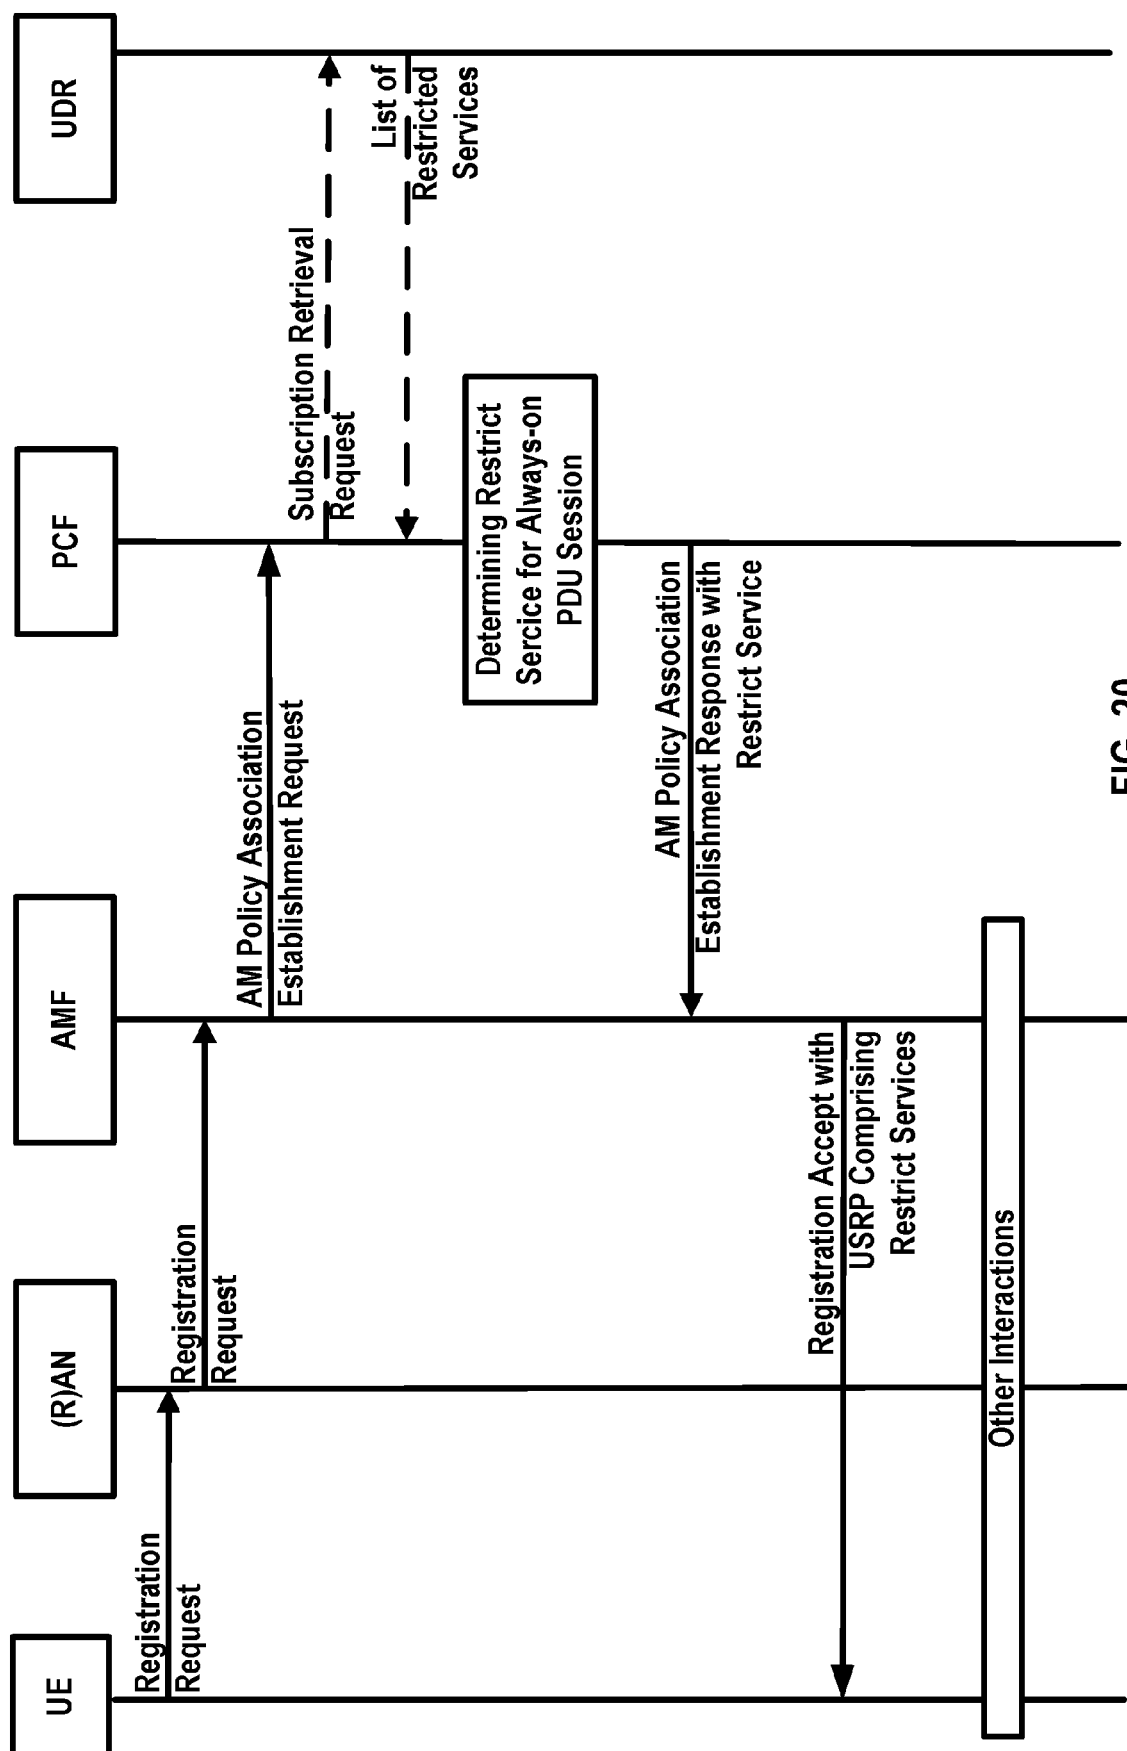 UE
(R)AN
AMF
PCF
UDR
Registration
Request
Registration
Request
AM Policy Association
Establishment Request
Subscription Retrieval
Request
List of
Restricted
Services
Determining Restrict
Sercice for Always-on
PDU Session
AM Policy Association
Establishment Response with
Restrict Service
Registration Accept with
USRP Comprising
Restrict Services
Other Interactions
FIG.